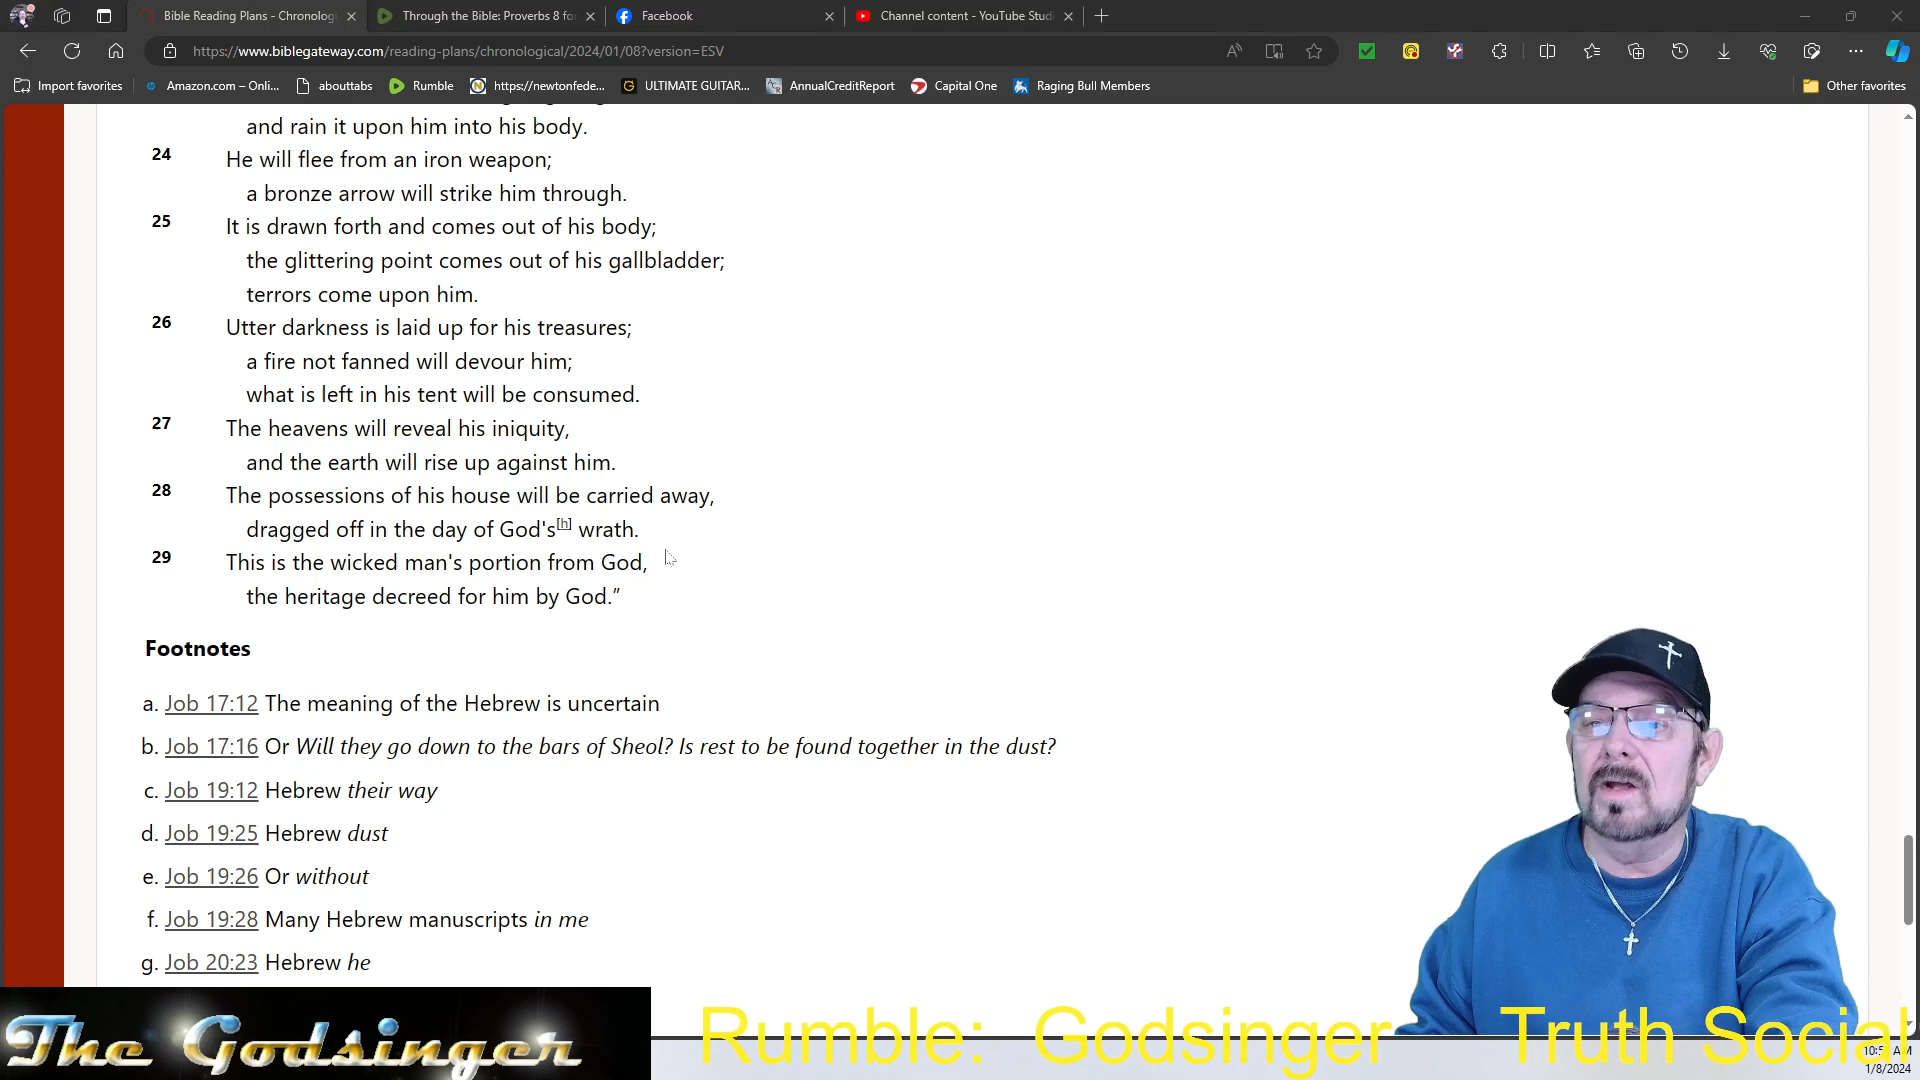 Bible Reading Plans - Chronologi
Through the Bible: Proverbs 8 for
Facebook
Channel content - YouTube Studi
https://www.biblegateway.com/reading-plans/chronological/2024/01/08?version=ESV
Import favorites
Amazon.com – Onli...
abouttabs
Rumble
https://newtonfede...
ULTIMATE GUITAR...
AnnualCreditReport
Capital One
Raging Bull Members
Other favorites
and rain it upon him into his body.
24 He will flee from an iron weapon;
a bronze arrow will strike him through.
25 It is drawn forth and comes out of his body;
the glittering point comes out of his gallbladder;
terrors come upon him.
26 Utter darkness is laid up for his treasures;
a fire not fanned will devour him;
what is left in his tent will be consumed.
27 The heavens will reveal his iniquity,
and the earth will rise up against him.
28 The possessions of his house will be carried away,
dragged off in the day of God's[h] wrath.
29 This is the wicked man's portion from God,
the heritage decreed for him by God.”
Footnotes
a. Job 17:12 The meaning of the Hebrew is uncertain
b. Job 17:16 Or Will they go down to the bars of Sheol? Is rest to be found together in the dust?
c. Job 19:12 Hebrew their way
d. Job 19:25 Hebrew dust
e. Job 19:26 Or without
f. Job 19:28 Many Hebrew manuscripts in me
g. Job 20:23 Hebrew he
The Godsinger
Rumble: Godsinger Truth Social
1/8/2024